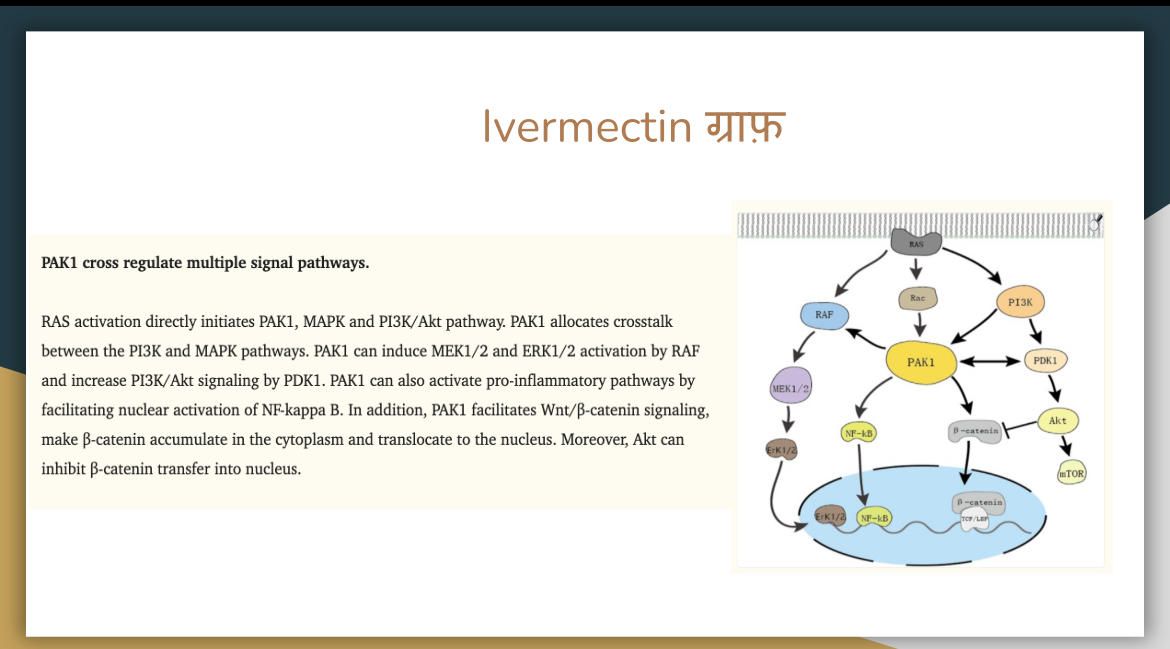 Ivermectin ग्राफ़
PAK1 cross regulate multiple signal pathways.
RAS activation directly initiates PAK1, MAPK and PI3K/Akt pathway. PAK1 allocates crosstalk
between the PI3K and MAPK pathways. PAK1 can induce MEK1/2 and ERK1/2 activation by RAF
and increase PI3K/Akt signaling by PDK1. PAK1 can also activate pro-inflammatory pathways by
facilitating nuclear activation of NF-kappa B. In addition, PAK1 facilitates Wnt/β-catenin signaling,
make β-catenin accumulate in the cytoplasm and translocate to the nucleus. Moreover, Akt can
inhibit β-catenin transfer into nucleus.
RAS
Rac
PI3K
RAF
PAK1
PDK1
MEK1/2
Akt
NF-kB
β-catenin
ErK1/2
mTOR
β-catenin
ErK1/2
NF-kB
TCF/LEF